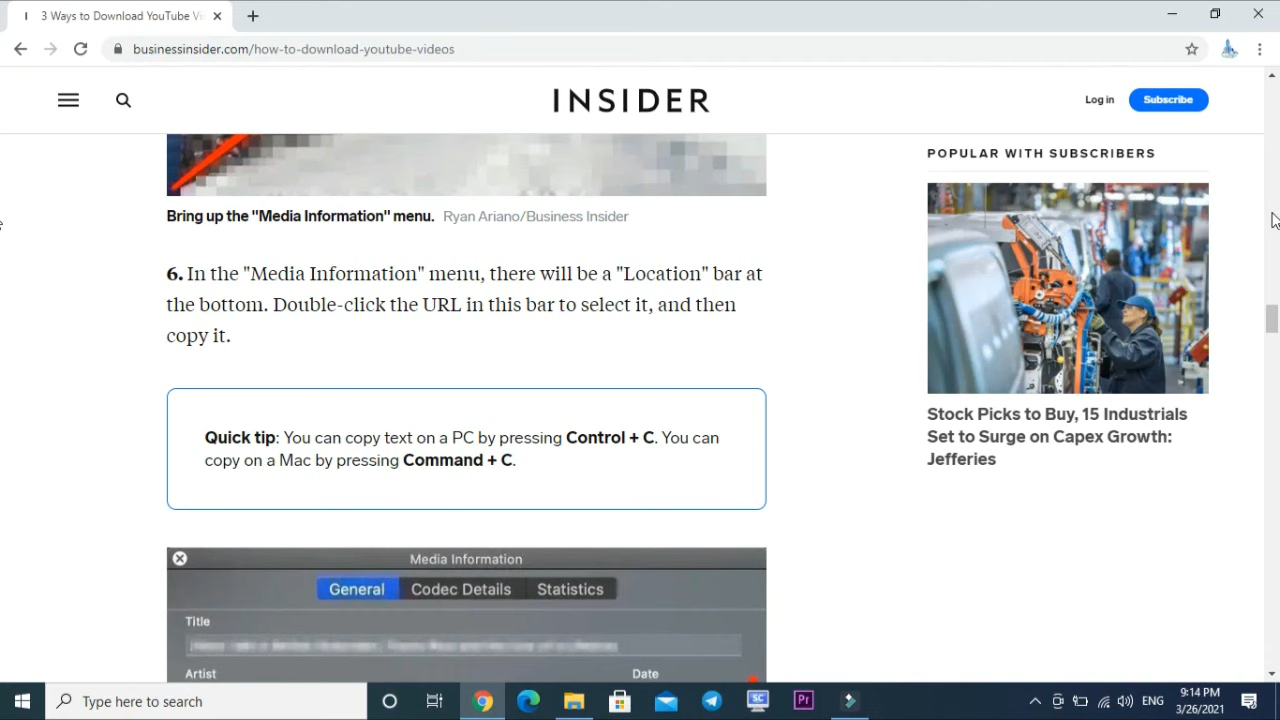 3 Ways to Download YouTube Vi
businessinsider.com/how-to-download-youtube-videos
INSIDER
Log in
Subscribe
Bring up the "Media Information" menu. Ryan Ariano/Business Insider
6. In the "Media Information" menu, there will be a "Location" bar at
the bottom. Double-click the URL in this bar to select it, and then
copy it.
Quick tip: You can copy text on a PC by pressing Control + C. You can
copy on a Mac by pressing Command + C.
Media Information
General Codec Details Statistics
Title
Artist Date
POPULAR WITH SUBSCRIBERS
Stock Picks to Buy, 15 Industrials
Set to Surge on Capex Growth:
Jefferies
Type here to search
SC
Pr
ENG
9:14 PM
3/26/2021